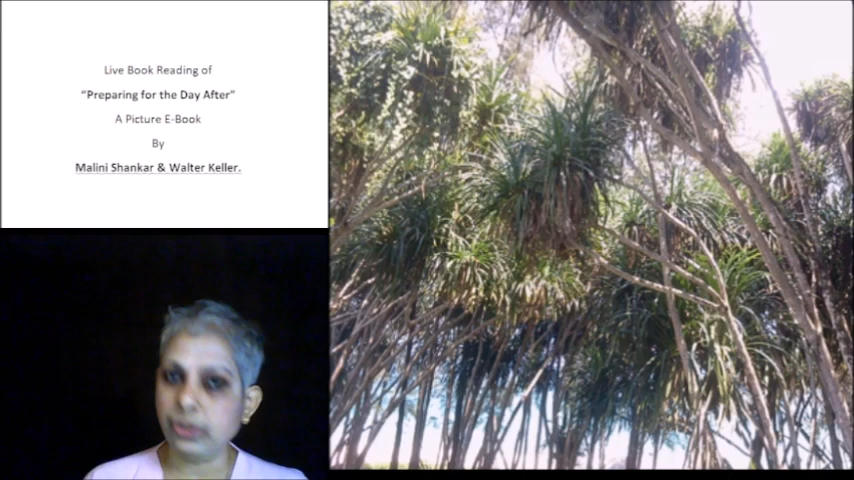 Live Book Reading of
“Preparing for the Day After”
A Picture E-Book
By
Malini Shankar & Walter Keller.